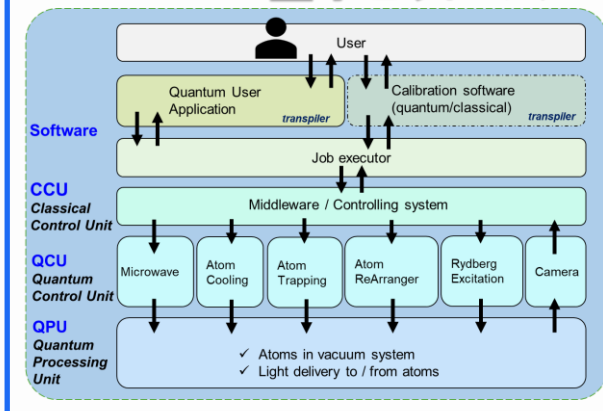 User
Quantum User
Application
transpiler
Calibration software
(quantum/classical)
transpiler
Software
Job executor
CCU
Classical
Control Unit
Middleware / Controlling system
QCU
Quantum
Control Unit
Microwave
Atom
Cooling
Atom
Trapping
Atom
ReArranger
Rydberg
Excitation
Camera
QPU
Quantum
Processing
Unit
✓ Atoms in vacuum system
✓ Light delivery to / from atoms